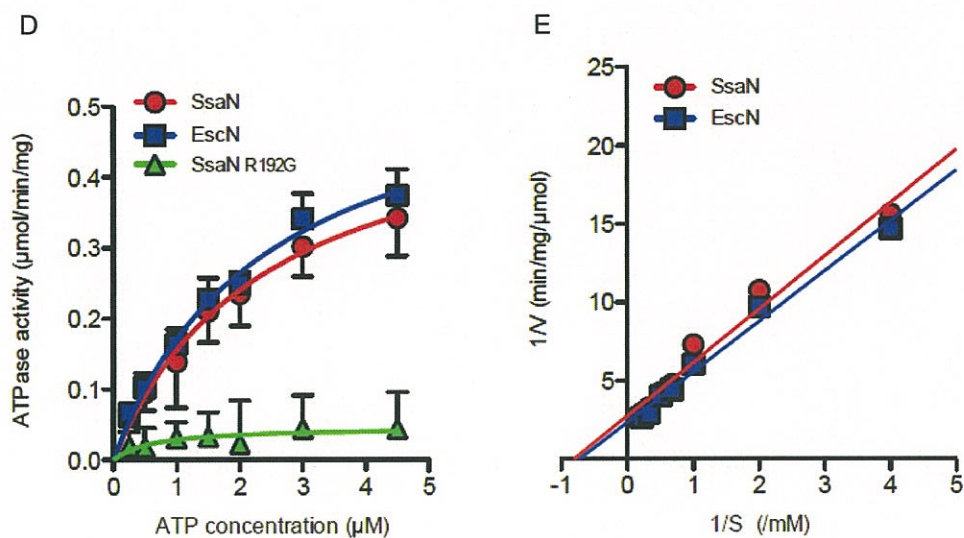 D
SsaN
EscN
SsaN R192G
0.5
0.4
0.3
0.2
0.1
0.0
0
1
2
3
4
5
ATPase activity (µmol/min/mg)
ATP concentration (µM)
E
SsaN
EscN
25
20
15
10
5
-1
0
1
2
3
4
5
1/V (min/mg/µmol)
1/S (/mM)